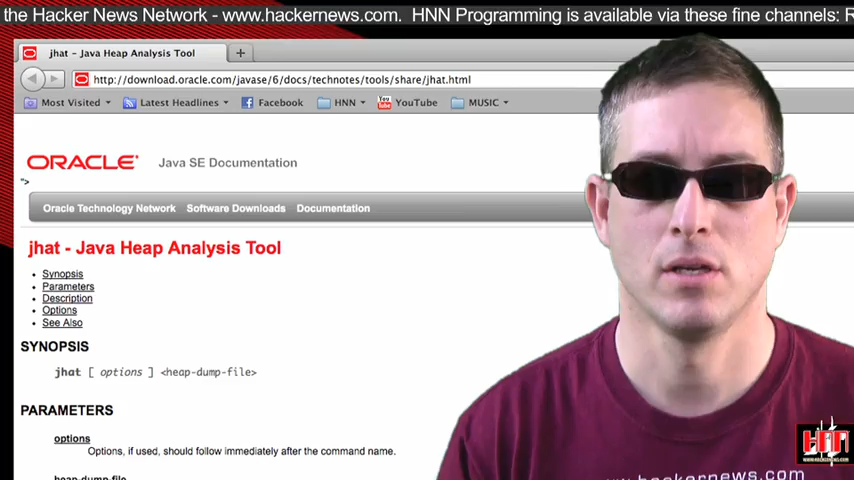 the Hacker News Network - www.hackernews.com. HNN Programming is available via these fine channels: R
jhat – Java Heap Analysis Tool
http://download.oracle.com/javase/6/docs/technotes/tools/share/jhat.html
Most Visited
Latest Headlines
Facebook
HNN
YouTube
MUSIC
ORACLE
Java SE Documentation
">
Oracle Technology Network
Software Downloads
Documentation
jhat - Java Heap Analysis Tool
Synopsis
Parameters
Description
Options
See Also
SYNOPSIS
jhat [ options ] <heap-dump-file>
PARAMETERS
options
Options, if used, should follow immediately after the command name.
heap-dump-file
HNN
www.hackernews.com